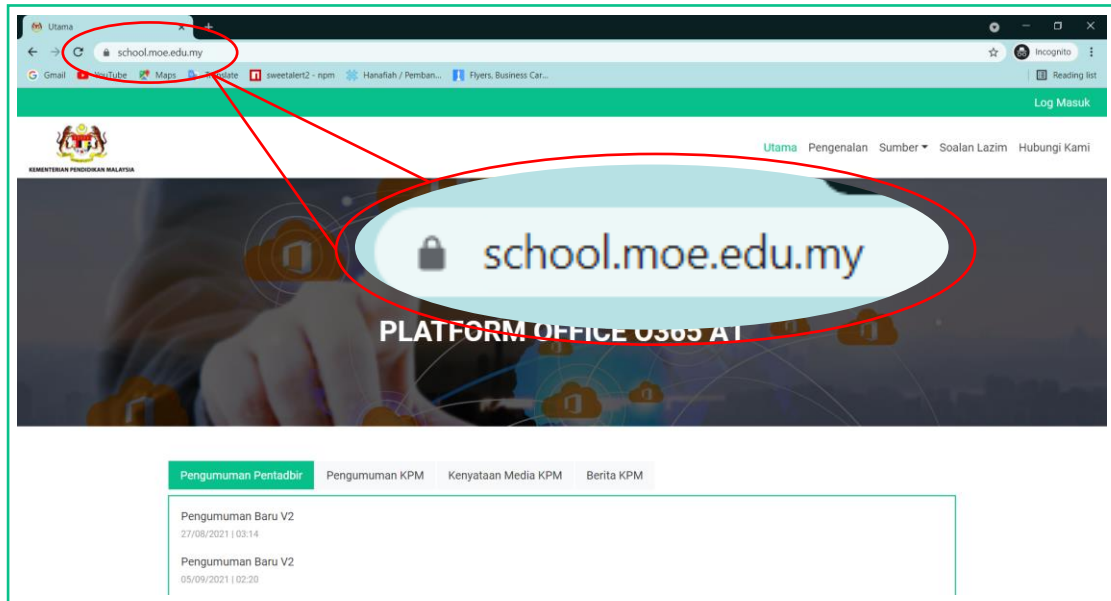 Utama
school.moe.edu.my
Incognito
Gmail YouTube Maps Translate sweetalert2 - npm Hanafiah / Pemban... Flyers, Business Car... Reading list
Log Masuk
KEMENTERIAN PENDIDIKAN MALAYSIA
Utama Pengenalan Sumber Soalan Lazim Hubungi Kami
school.moe.edu.my
PLATFORM OFFICE O365 A1
Pengumuman Pentadbir Pengumuman KPM Kenyataan Media KPM Berita KPM
Pengumuman Baru V2
27/08/2021 | 03:14
Pengumuman Baru V2
05/09/2021 | 02:20